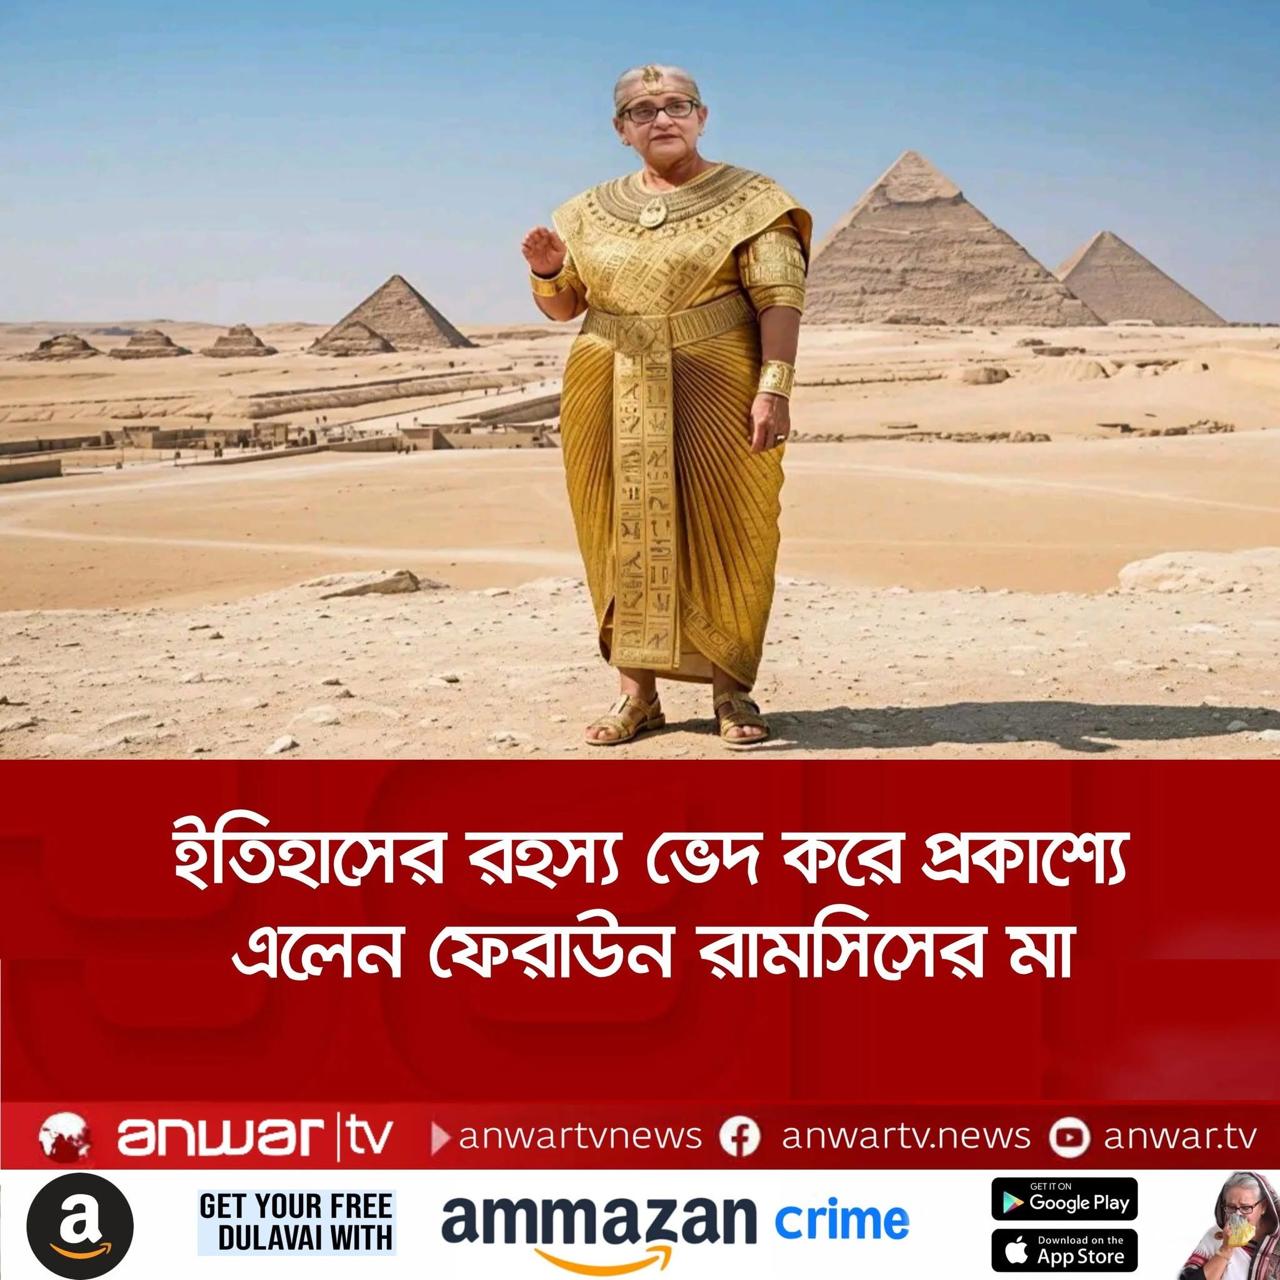 ইতিহাসের রহস্য ভেদ করে প্রকাশ্যে
এলেন ফেরাউন রামসিসের মা
anwar|tv anwartvnews anwartv.news anwar.tv
a
GET YOUR FREE
DULAVAI WITH
ammazan crime
GET IT ON
Google Play
Download on the
App Store